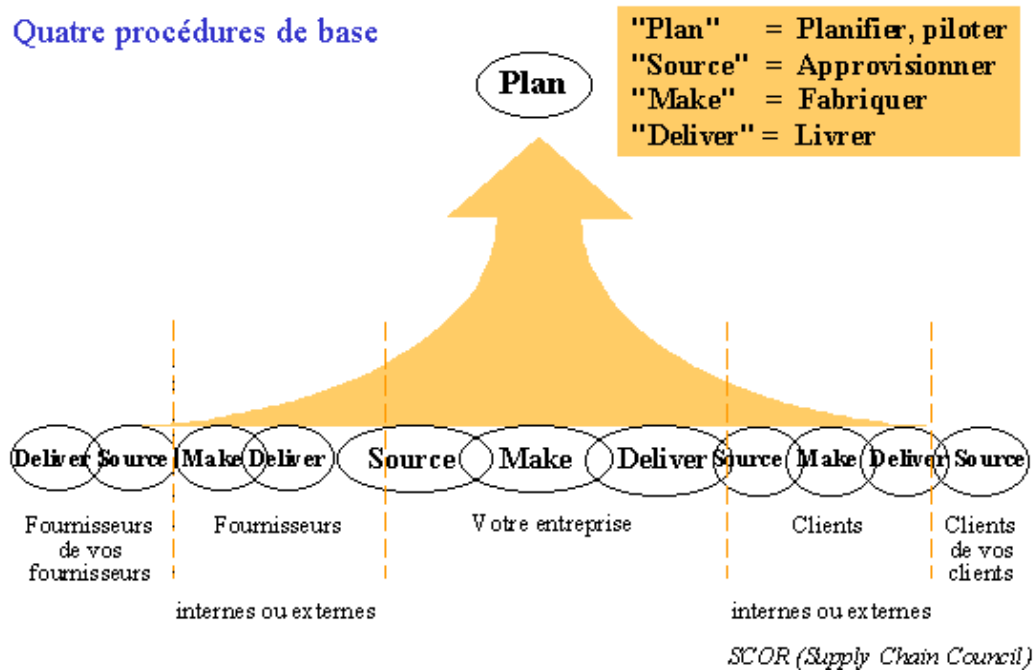 Quatre procédures de base
"Plan" = Planifier, piloter
"Source" = Approvisionner
"Make" = Fabriquer
"Deliver" = Livrer
Plan
Deliver Source Make Deliver Source Make Deliver Source Make Deliver Source
Fournisseurs de vos fournisseurs
Fournisseurs
Votre entreprise
Clients
Clients de vos clients
internes ou externes
internes ou externes
SCOR (Supply Chain Council)